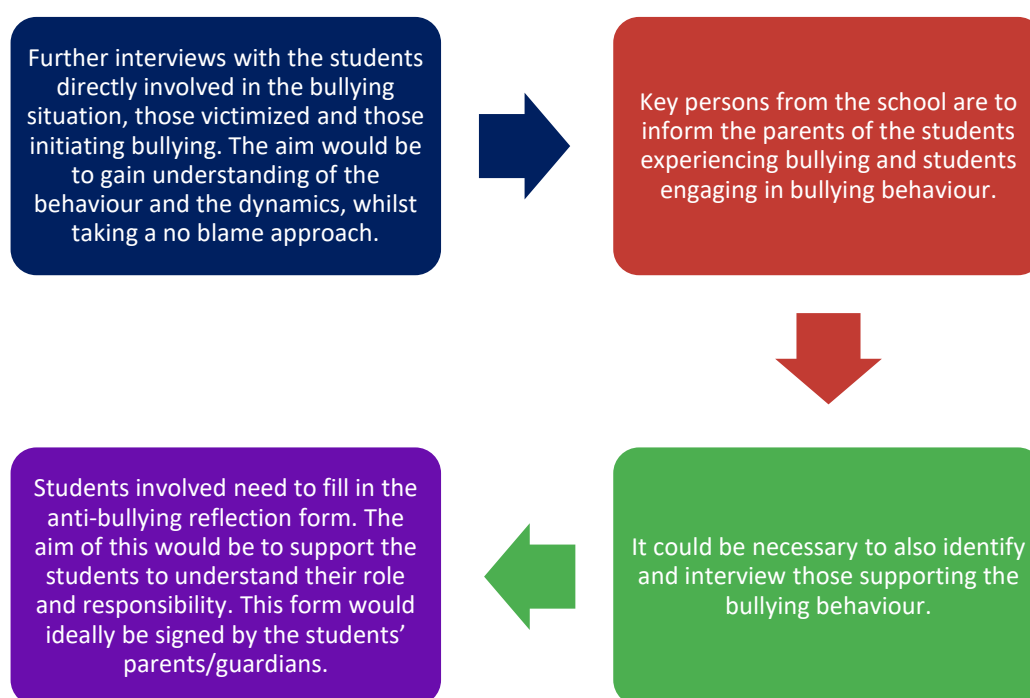 Further interviews with the students
directly involved in the bullying
situation, those victimized and those
initiating bullying. The aim would be
to gain understanding of the
behaviour and the dynamics, whilst
taking a no blame approach.
Key persons from the school are to
inform the parents of the students
experiencing bullying and students
engaging in bullying behaviour.
It could be necessary to also identify
and interview those supporting the
bullying behaviour.
Students involved need to fill in the
anti-bullying reflection form. The
aim of this would be to support the
students to understand their role
and responsibility. This form would
ideally be signed by the students’
parents/guardians.